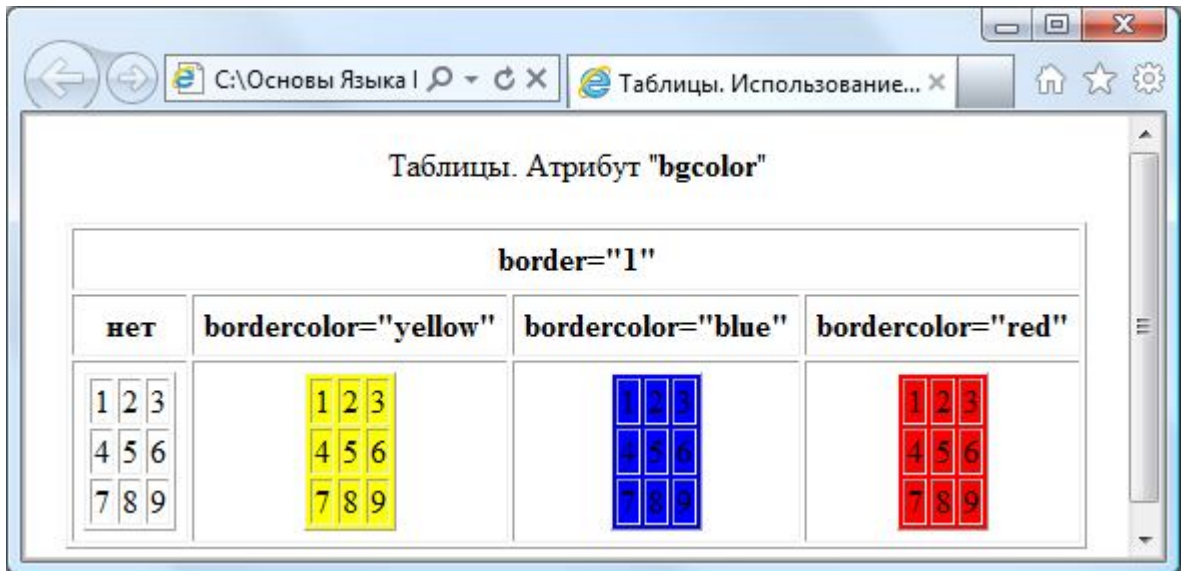 C:\Основы Языка
Таблицы. Использование...
Таблицы. Атрибут "bgcolor"
border="1"
нет bordercolor="yellow" bordercolor="blue" bordercolor="red"
1 2 3 1 2 3 1 2 3 1 2 3
4 5 6 4 5 6 4 5 6 4 5 6
7 8 9 7 8 9 7 8 9 7 8 9